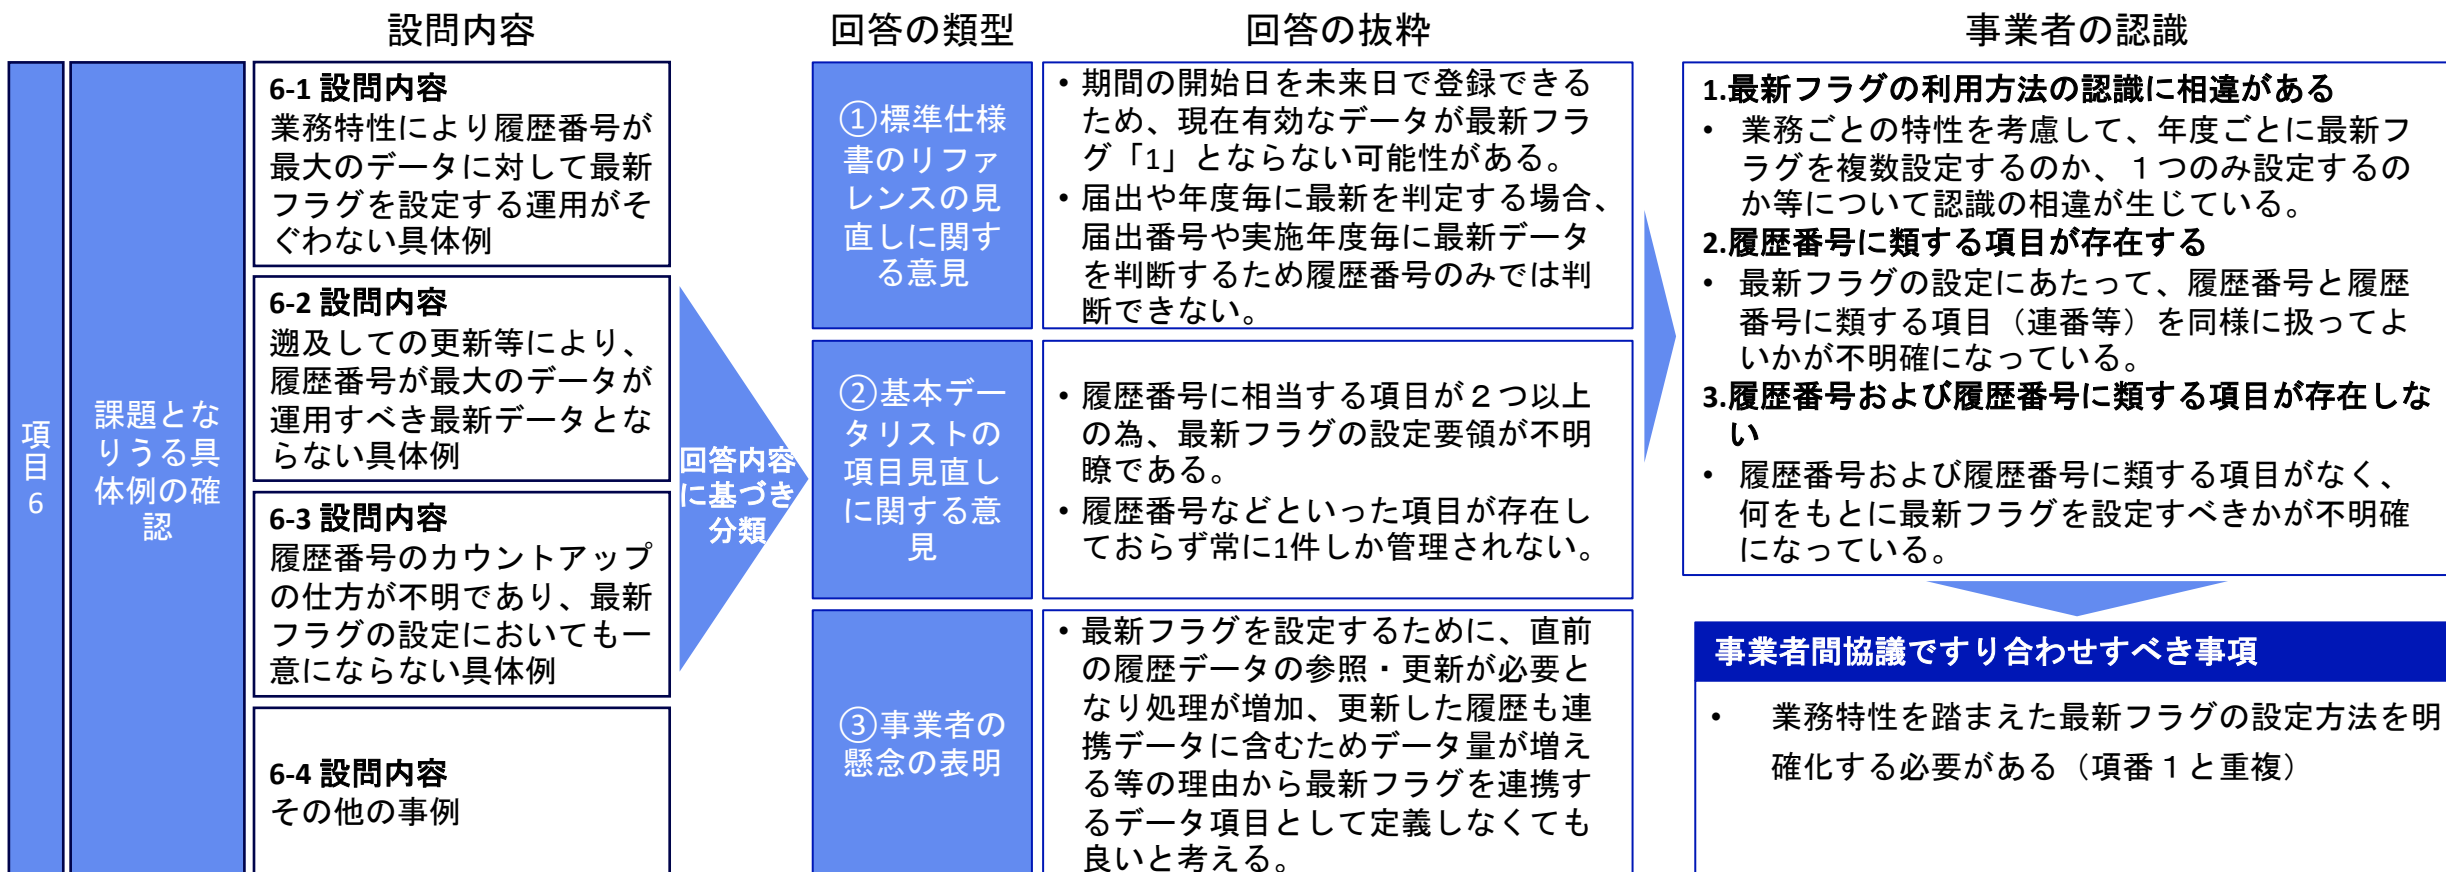 設問内容
回答の類型
回答の抜粋
事業者の認識
項
目
6
課題とな
りうる具
体例の確
認
6-1 設問内容
業務特性により履歴番号が
最大のデータに対して最新
フラグを設定する運用がそ
ぐわない具体例
6-2 設問内容
遡及しての更新等により、
履歴番号が最大のデータが
運用すべき最新データとな
らない具体例
6-3 設問内容
履歴番号のカウントアップ
の仕方が不明であり、最新
フラグの設定においても一
意にならない具体例
6-4 設問内容
その他の事例
回答内容
に基づき
分類
①標準仕様
書のリファ
レンスの見
直しに関す
る意見
• 期間の開始日を未来日で登録できる
ため、現在有効なデータが最新フラ
グ「1」とならない可能性がある。
• 届出や年度毎に最新を判定する場合、
届出番号や実施年度毎に最新データ
を判断するため履歴番号のみでは判
断できない。
②基本デー
タリストの
項目見直し
に関する意
見
• 履歴番号に相当する項目が２つ以上
の為、最新フラグの設定要領が不明
瞭である。
• 履歴番号などといった項目が存在し
ておらず常に1件しか管理されない。
③事業者の
懸念の表明
• 最新フラグを設定するために、直前
の履歴データの参照・更新が必要と
なり処理が増加、更新した履歴も連
携データに含むためデータ量が増え
る等の理由から最新フラグを連携す
るデータ項目として定義しなくても
良いと考える。
1.最新フラグの利用方法の認識に相違がある
• 業務ごとの特性を考慮して、年度ごとに最新フ
ラグを複数設定するのか、１つのみ設定するの
か等について認識の相違が生じている。
2.履歴番号に類する項目が存在する
• 最新フラグの設定にあたって、履歴番号と履歴
番号に類する項目（連番等）を同様に扱ってよ
いかが不明確になっている。
3.履歴番号および履歴番号に類する項目が存在しな
い
• 履歴番号および履歴番号に類する項目がなく、
何をもとに最新フラグを設定すべきかが不明確
になっている。
事業者間協議ですり合わせすべき事項
• 業務特性を踏まえた最新フラグの設定方法を明
確化する必要がある（項番１と重複）